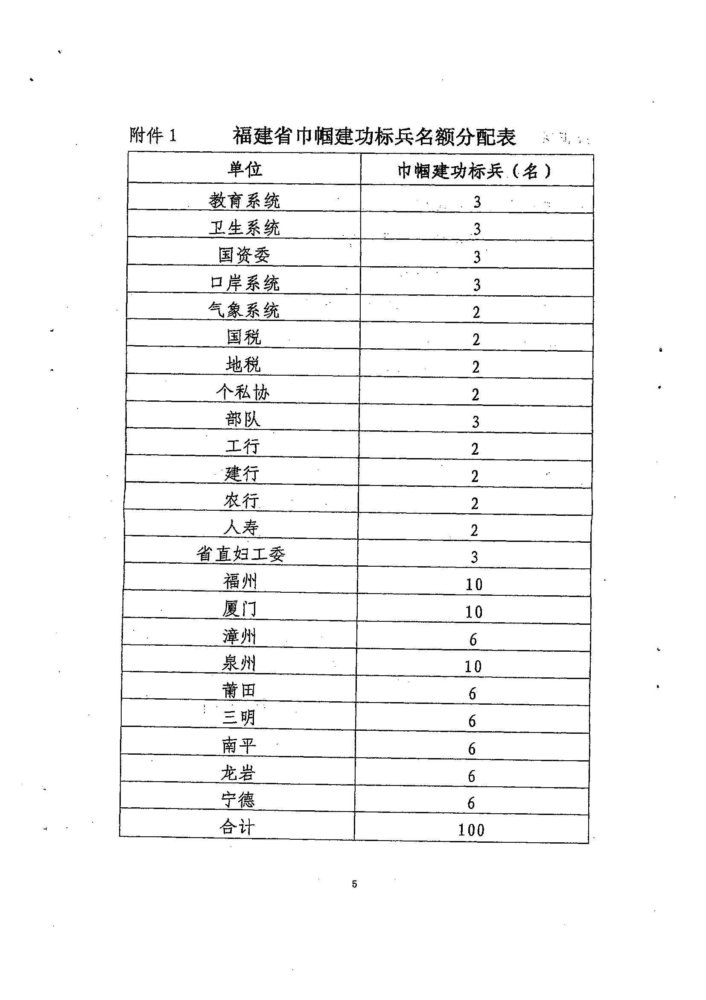 附件1 福建省巾帼建功标兵名额分配表
单位 巾帼建功标兵(名)
教育系统 3
卫生系统 3
国资委 3
口岸系统 3
气象系统 2
国税 2
地税 2
个私协 2
部队 3
工行 2
建行 2
农行 2
人寿 2
省直妇工委 3
福州 10
厦门 10
漳州 6
泉州 10
莆田 6
三明 6
南平 6
龙岩 6
宁德 6
合计 100
5